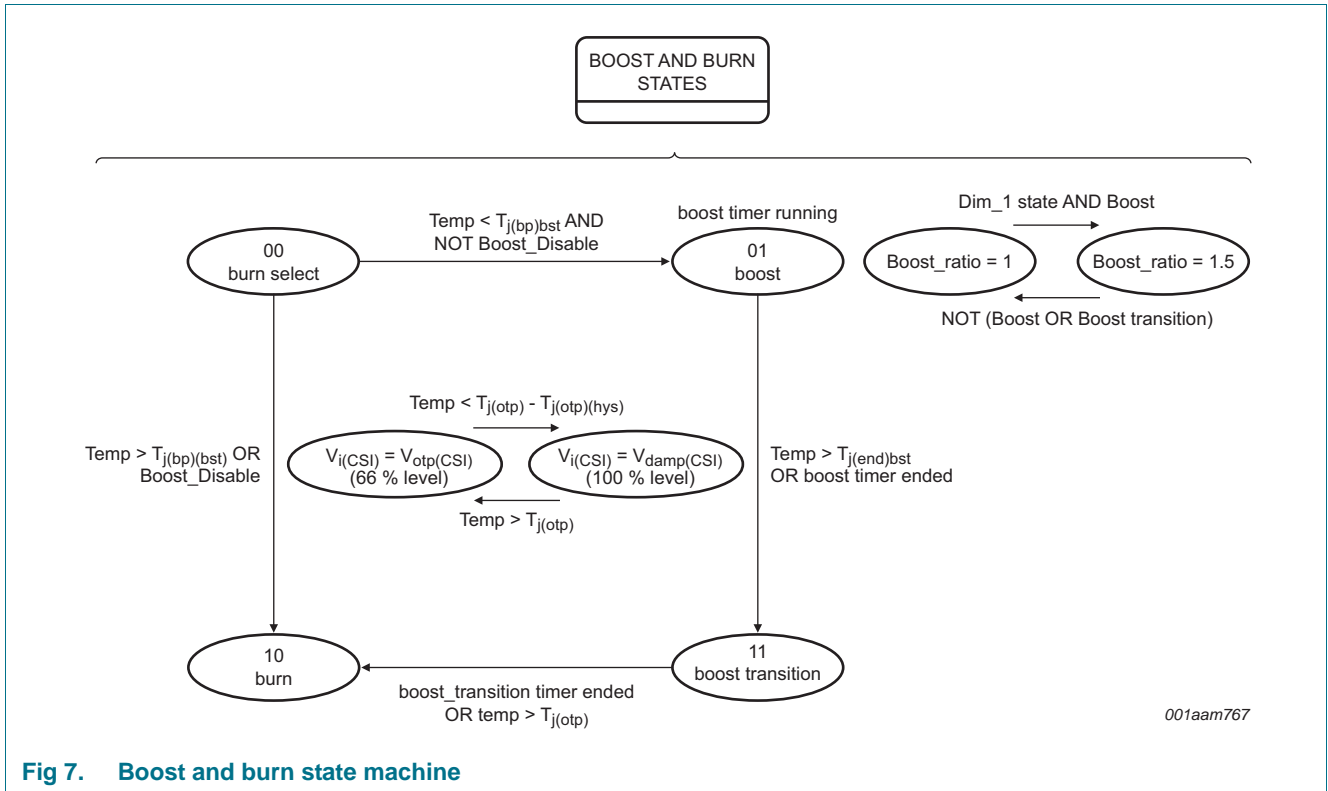 BOOST AND BURN
STATES
Temp < Tj(bp)bst AND
NOT Boost_Disable
boost timer running
Dim_1 state AND Boost
00
burn select
01
boost
Boost_ratio = 1
Boost_ratio = 1.5
NOT (Boost OR Boost transition)
Temp < Tj(otp) - Tj(otp)(hys)
Temp > Tj(bp)(bst) OR
Boost_Disable
Vi(CSI) = Votp(CSI)
(66 % level)
Vi(CSI) = Vdamp(CSI)
(100 % level)
Temp > Tj(end)bst
OR boost timer ended
Temp > Tj(otp)
10
burn
11
boost transition
boost_transition timer ended
OR temp > Tj(otp)
001aam767
Fig 7. Boost and burn state machine